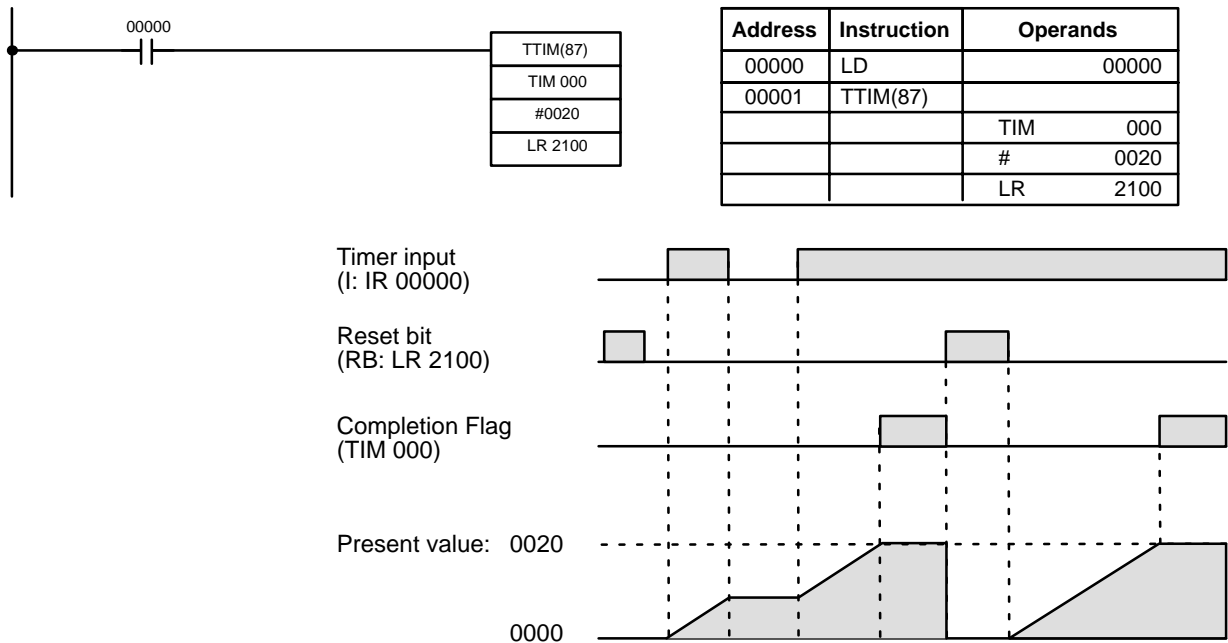 00000
TTIM(87)
TIM 000
#0020
LR 2100
Address Instruction Operands
00000 LD 00000
00001 TTIM(87)
TIM 000
# 0020
LR 2100
Timer input
(I: IR 00000)
Reset bit
(RB: LR 2100)
Completion Flag
(TIM 000)
Present value: 0020
0000